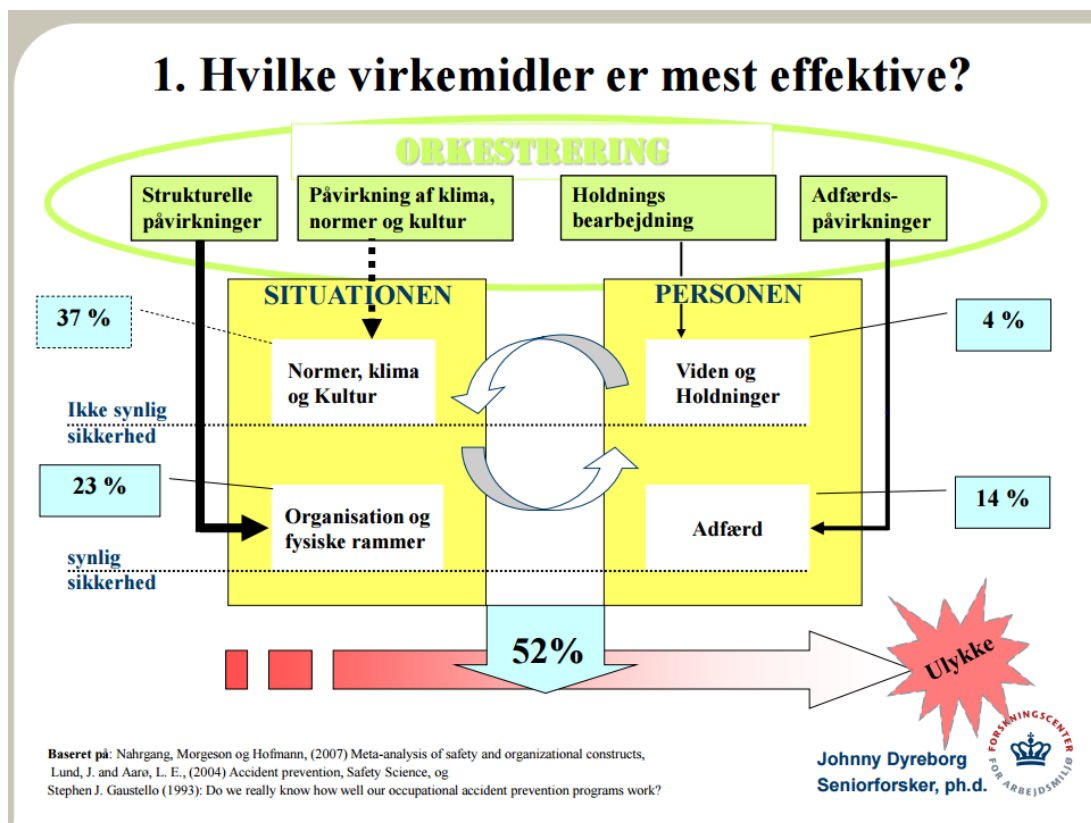 1. Hvilke virkemidler er mest effektive?
ORKESTRERING
Strukturelle
påvirkninger
Påvirkning af klima,
normer og kultur
Holdnings
bearbejdning
Adfærds-
påvirkninger
SITUATIONEN
PERSONEN
37 %
4 %
Normer, klima
og Kultur
Viden og
Holdninger
Ikke synlig
sikkerhed
23 %
14 %
Organisation og
fysiske rammer
Adfærd
synlig
sikkerhed
52%
Ulykke
Baseret på: Nahrgang, Morgeson og Hofmann, (2007) Meta-analysis of safety and organizational constructs,
Lund, J. and Aarø, L. E., (2004) Accident prevention, Safety Science, og
Stephen J. Gaustello (1993): Do we really know how well our occupational accident prevention programs work?
Johnny Dyreborg
Seniorforsker, ph.d.
FORSKNINGSCENTER
FOR ARBEJDSMILJØ